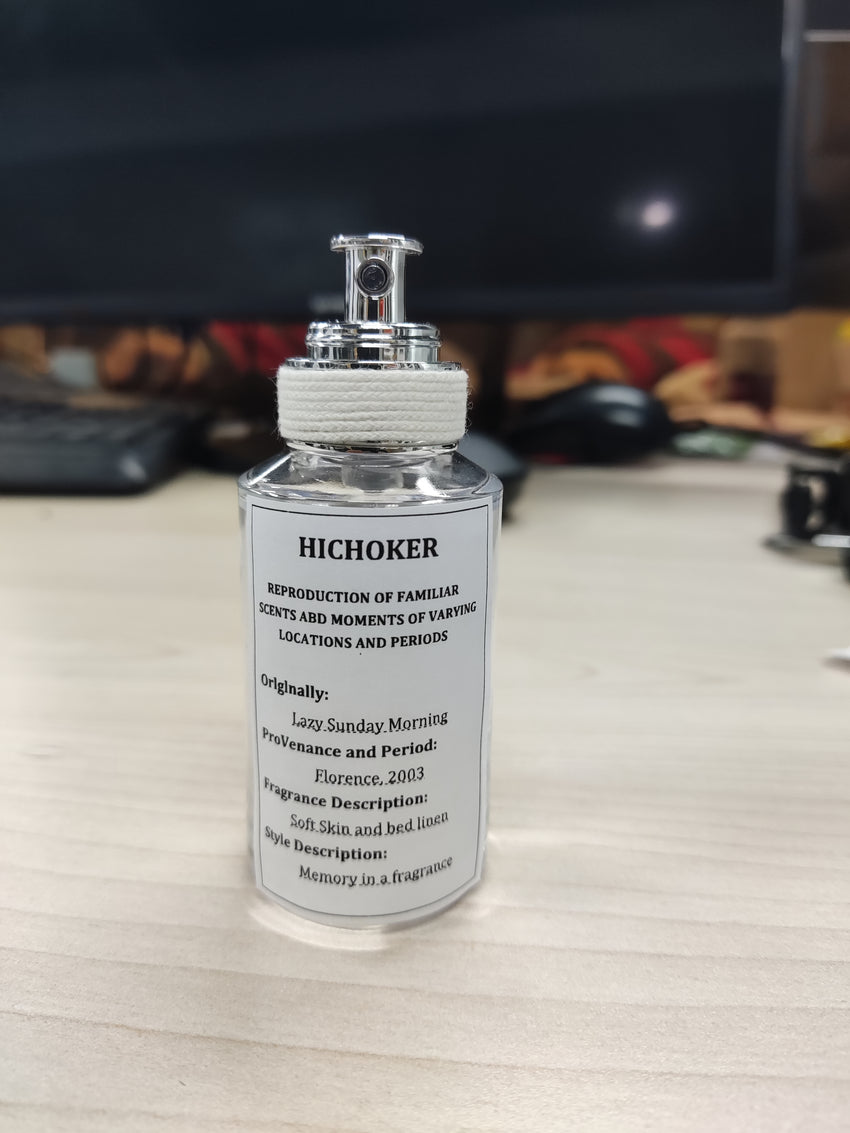 HICHOKER
REPRODUCTION OF FAMILIAR
SCENTS ABD MOMENTS OF VARYING
LOCATIONS AND PERIODS
Originally:
Lazy Sunday Morning
ProVenance and Period:
Florence, 2003
Fragrance Description:
Soft Skin and bed linen
Style Description:
Memory in a fragrance